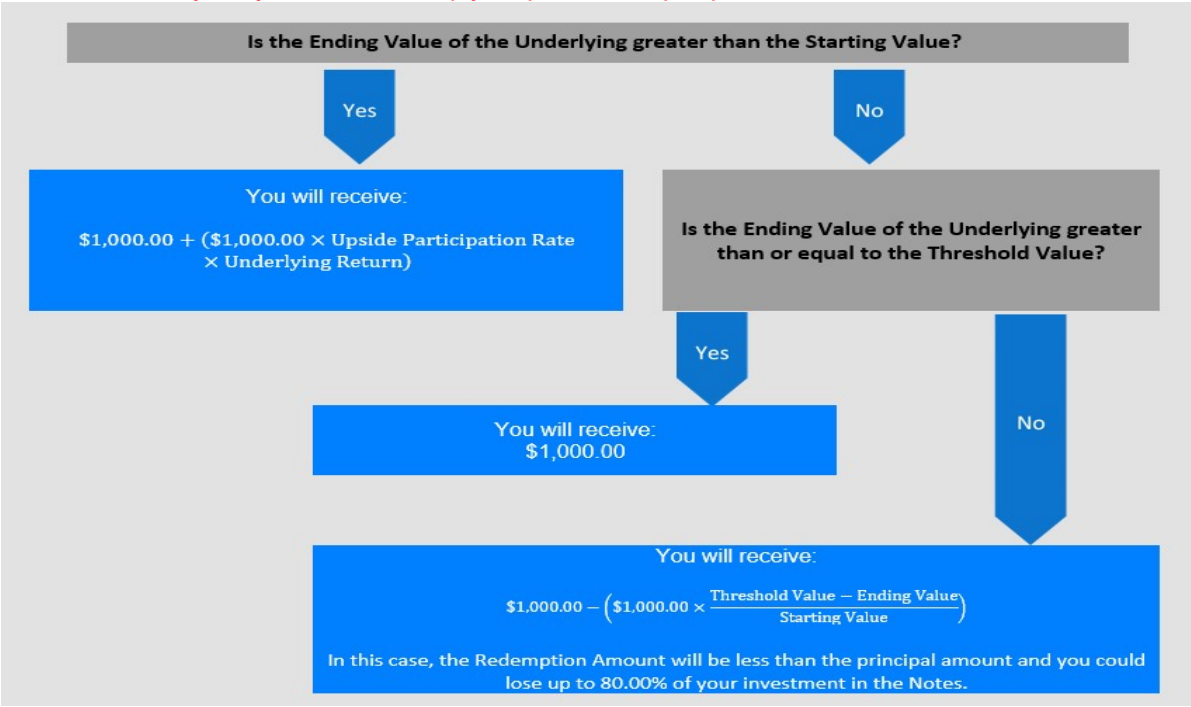 Is the Ending Value of the Underlying greater than the Starting Value?
Yes
No
You will receive:
$1,000.00 + ($1,000.00 × Upside Participation Rate
× Underlying Return)
Is the Ending Value of the Underlying greater
than or equal to the Threshold Value?
Yes
You will receive:
$1,000.00
No
You will receive:
$1,000.00 − ($1,000.00 × Threshold Value − Ending Value / Starting Value)
In this case, the Redemption Amount will be less than the principal amount and you could
lose up to 80.00% of your investment in the Notes.